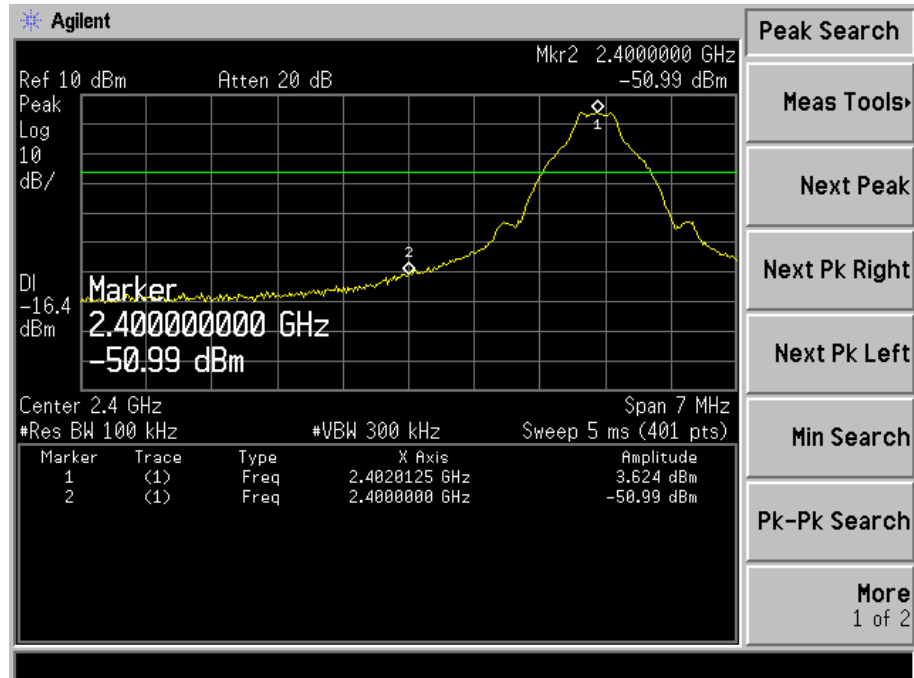 Agilent
Peak Search
Mkr2 2.4000000 GHz
Ref 10 dBm Atten 20 dB -50.99 dBm
Peak
Log
10
dB/
1
2
DI
-16.4
dBm
Marker
2.400000000 GHz
-50.99 dBm
Center 2.4 GHz Span 7 MHz
#Res BW 100 kHz #VBW 300 kHz Sweep 5 ms (401 pts)
Marker Trace Type X Axis Amplitude
1 (1) Freq 2.4020125 GHz 3.624 dBm
2 (1) Freq 2.4000000 GHz -50.99 dBm
Meas Tools
Next Peak
Next Pk Right
Next Pk Left
Min Search
Pk-Pk Search
More
1 of 2